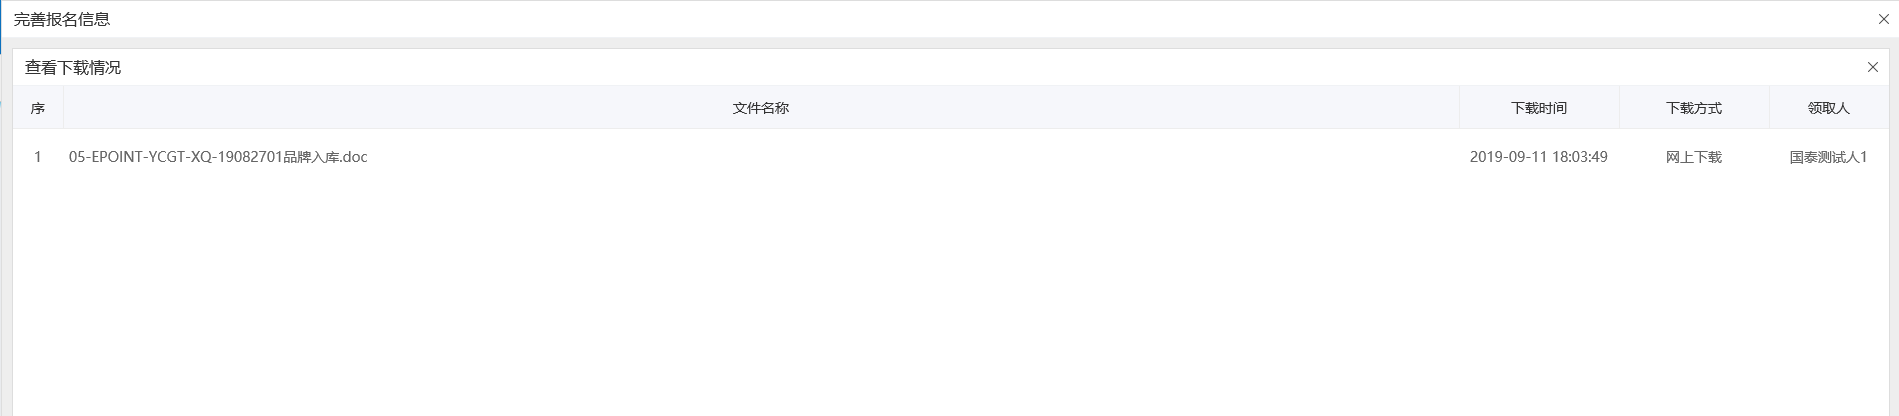 完善报名信息
查看下载情况
序 文件名称 下载时间 下载方式 领取人
1 05-EPOINT-YCGT-XQ-19082701品牌入库.doc 2019-09-11 18:03:49 网上下载 国泰测试人1